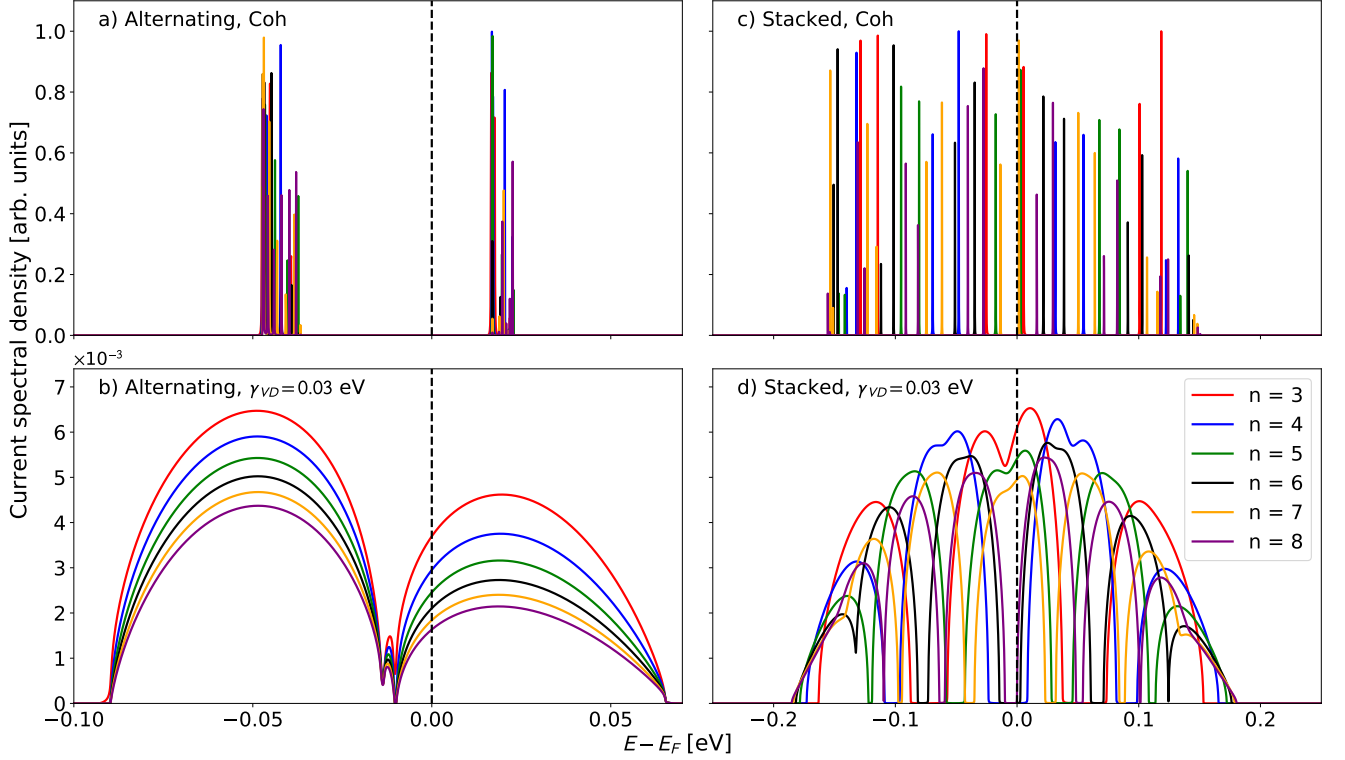 a) Alternating, Coh
c) Stacked, Coh
1.0
0.8
0.6
0.4
0.2
0.0
Current spectral density [arb. units]
×10⁻³
b) Alternating, γ_VD=0.03 eV
d) Stacked, γ_VD=0.03 eV
7
6
5
4
3
2
1
0
n = 3
n = 4
n = 5
n = 6
n = 7
n = 8
−0.10 −0.05 0.00 0.05
−0.2 −0.1 0.0 0.1 0.2
E−E_F [eV]